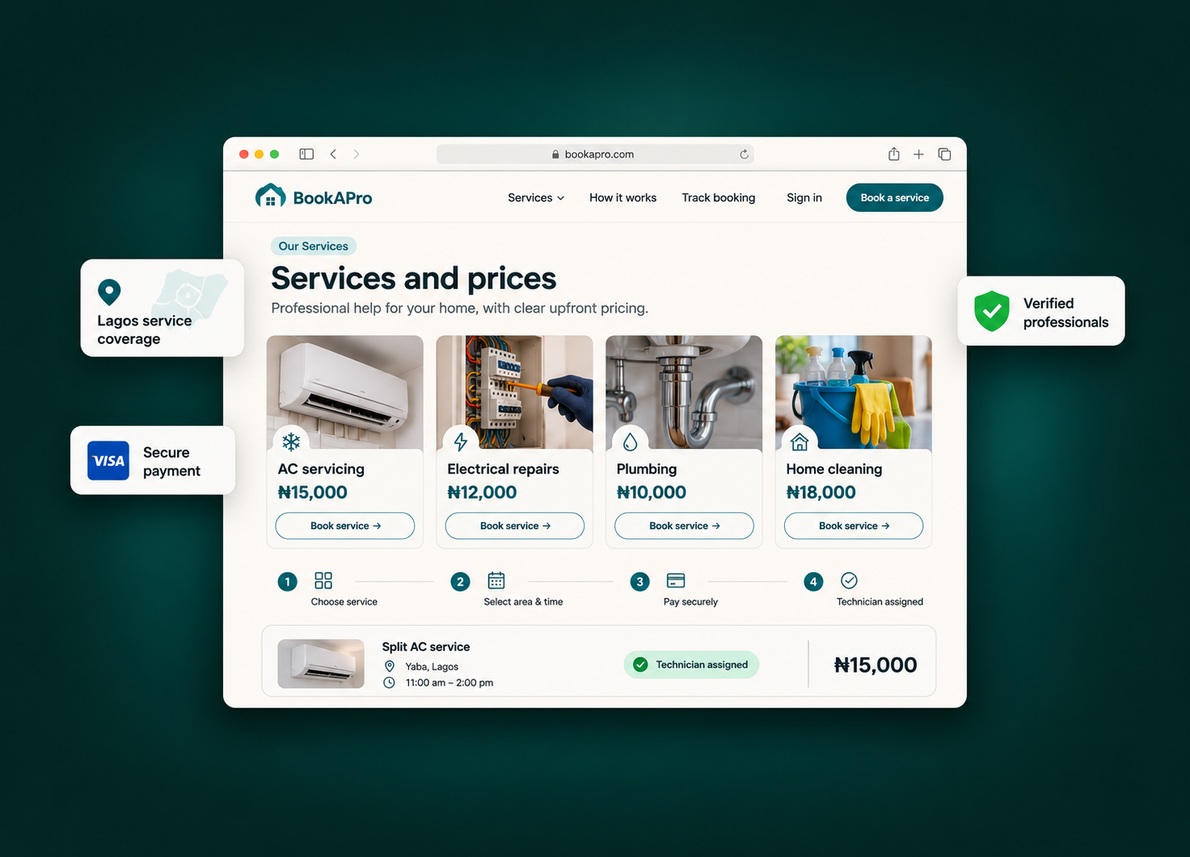 bookapro.com
BookAPro
Services
How it works
Track booking
Sign in
Book a service
Our Services
Services and prices
Professional help for your home, with clear upfront pricing.
Lagos service
coverage
VISA
Secure
payment
Verified
professionals
AC servicing
₦15,000
Book service →
Electrical repairs
₦12,000
Book service →
Plumbing
₦10,000
Book service →
Home cleaning
₦18,000
Book service →
1
Choose service
2
Select area & time
3
Pay securely
4
Technician assigned
Split AC service
Yaba, Lagos
11:00 am – 2:00 pm
Technician assigned
₦15,000